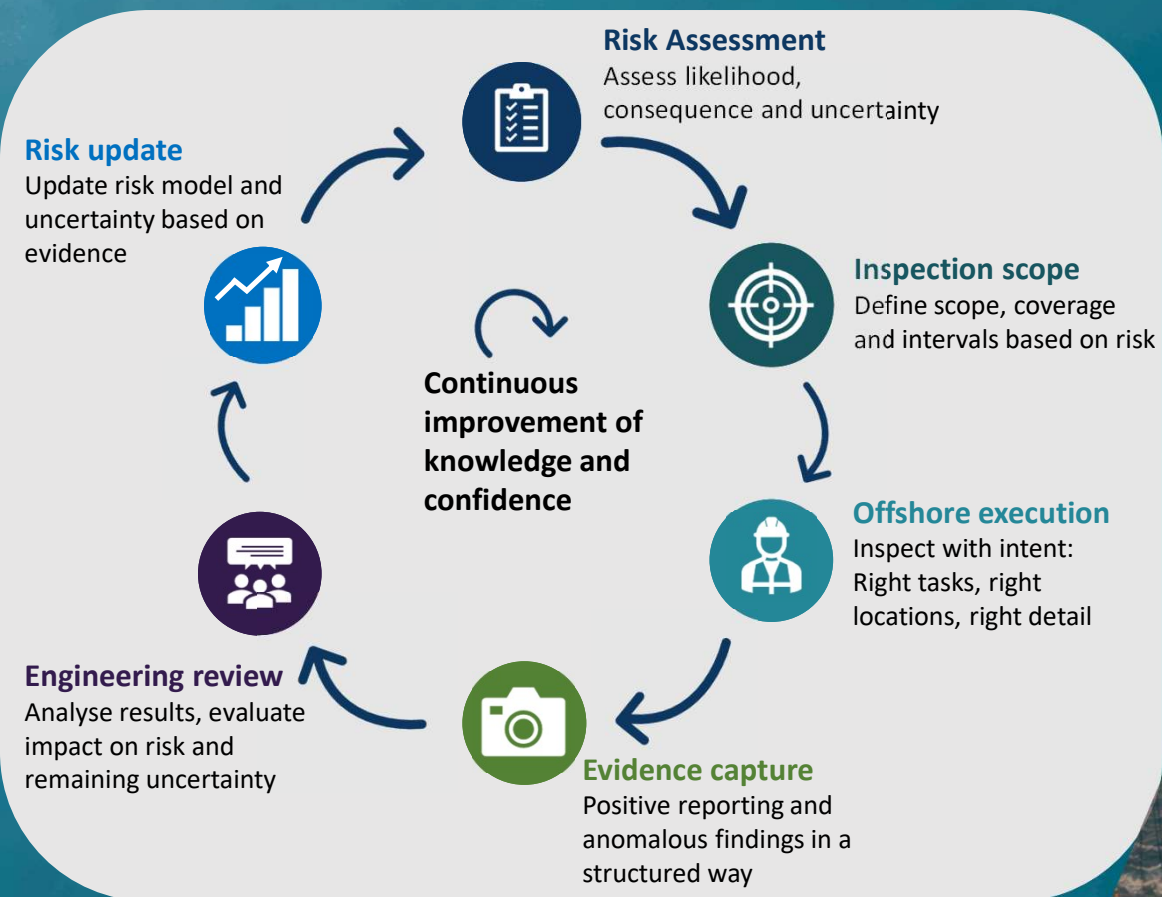 Risk Assessment
Assess likelihood,
consequence and uncertainty
Inspection scope
Define scope, coverage
and intervals based on risk
Offshore execution
Inspect with intent:
Right tasks, right
locations, right detail
Evidence capture
Positive reporting and
anomalous findings in a
structured way
Engineering review
Analyse results, evaluate
impact on risk and
remaining uncertainty
Risk update
Update risk model and
uncertainty based on
evidence
Continuous
improvement of
knowledge and
confidence